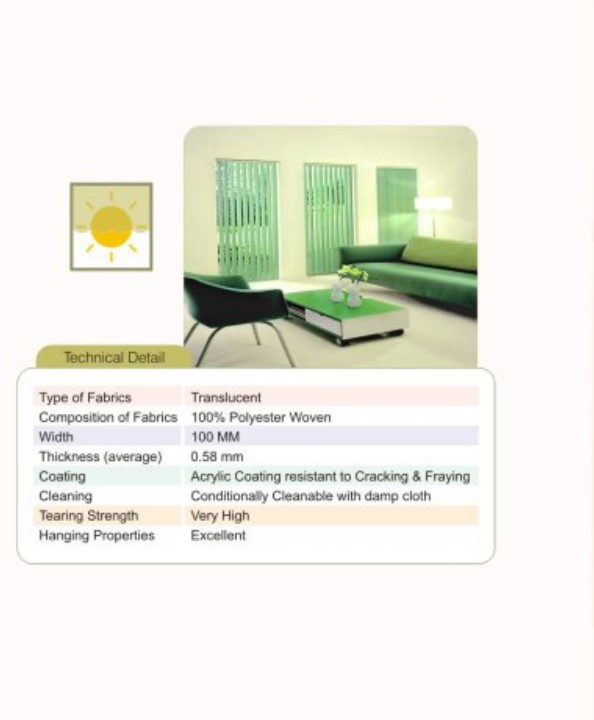 Technical Detail
Type of Fabrics Translucent
Composition of Fabrics 100% Polyester Woven
Width 100 MM
Thickness (average) 0.58 mm
Coating Acrylic Coating resistant to Cracking & Fraying
Cleaning Conditionally Cleanable with damp cloth
Tearing Strength Very High
Hanging Properties Excellent